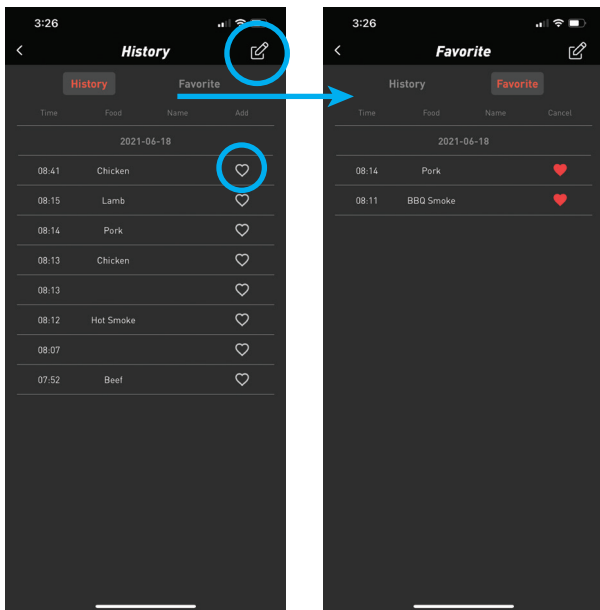 3:26
History
History Favorite
Time Food Name Add
2021-06-18
08:41 Chicken
08:15 Lamb
08:14 Pork
08:13 Chicken
08:13
08:12 Hot Smoke
08:07
07:52 Beef
3:26
Favorite
History Favorite
Time Food Name Cancel
2021-06-18
08:14 Pork
08:11 BBQ Smoke